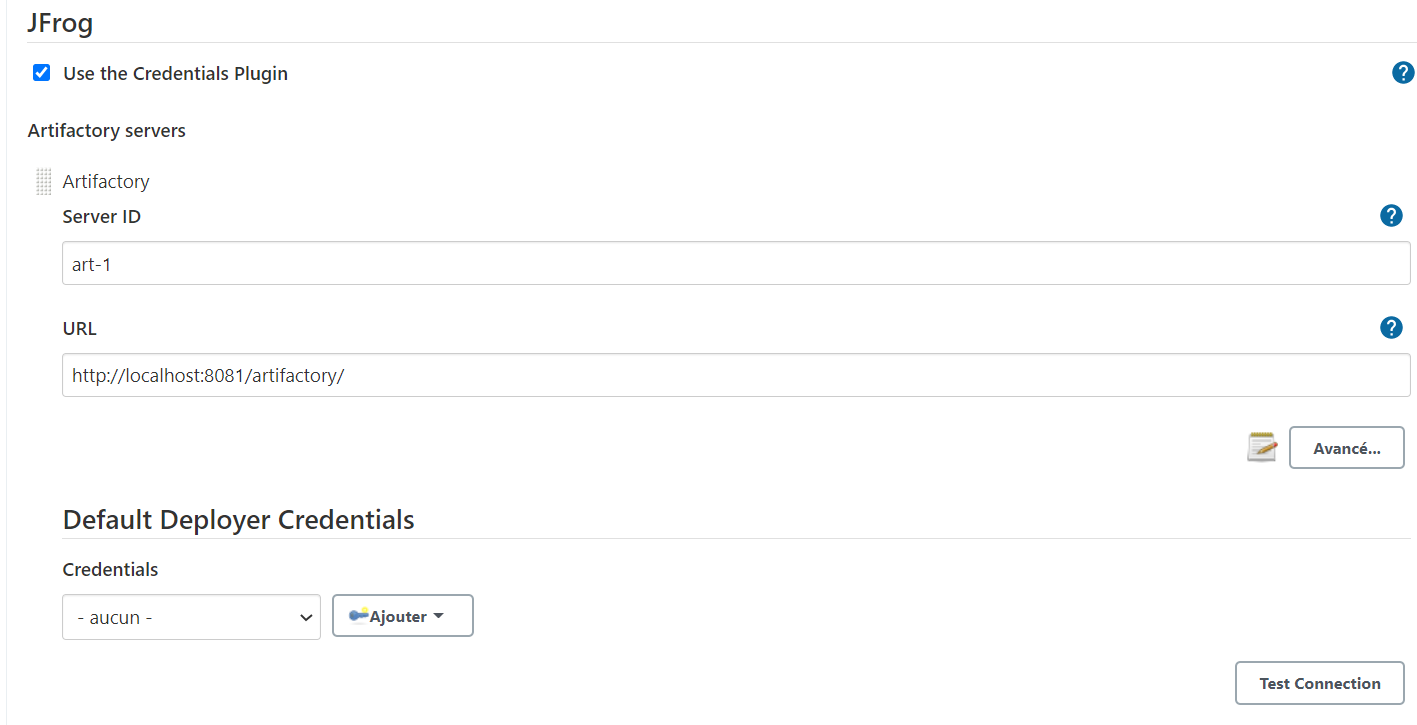 JFrog
Use the Credentials Plugin
?
Artifactory servers
Artifactory
Server ID
?
art-1
URL
?
http://localhost:8081/artifactory/
Avancé...
Default Deployer Credentials
Credentials
- aucun -
Ajouter
Test Connection